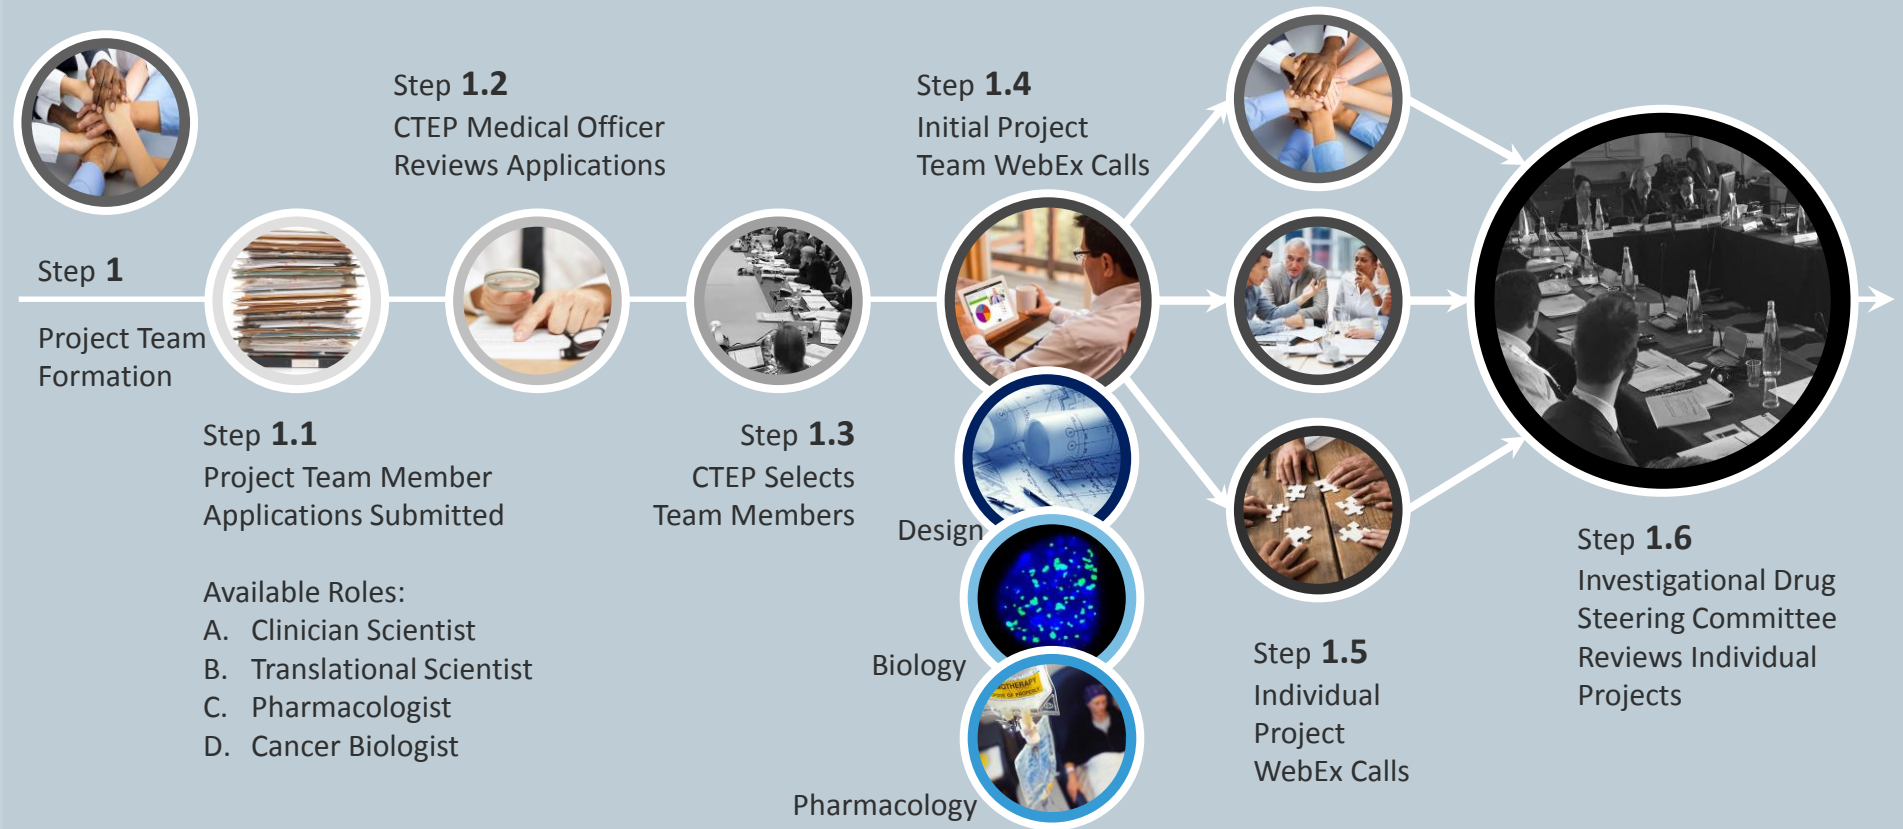 Step 1
Project Team
Formation
Step 1.1
Project Team Member
Applications Submitted
Available Roles:
A. Clinician Scientist
B. Translational Scientist
C. Pharmacologist
D. Cancer Biologist
Step 1.2
CTEP Medical Officer
Reviews Applications
Step 1.3
CTEP Selects
Team Members
Step 1.4
Initial Project
Team WebEx Calls
Design
Biology
Pharmacology
Step 1.5
Individual
Project
WebEx Calls
Step 1.6
Investigational Drug
Steering Committee
Reviews Individual
Projects